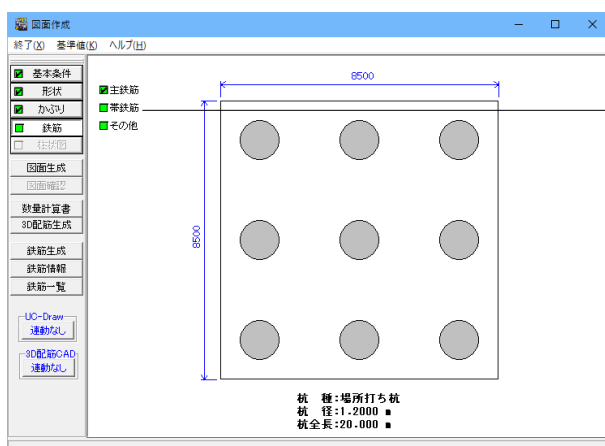 図面作成
終了(X) 基準値(K) ヘルプ(H)
基本条件
形状
かぶり
鉄筋
柱状図
図面生成
図面確認
数量計算書
3D配筋生成
鉄筋生成
鉄筋情報
鉄筋一覧
UC-Draw
連動なし
3D配筋CAD
連動なし
主鉄筋
帯鉄筋
その他
8500
8500
杭 種:場所打ち杭
杭 径:1.2000 m
杭全長:20.000 m